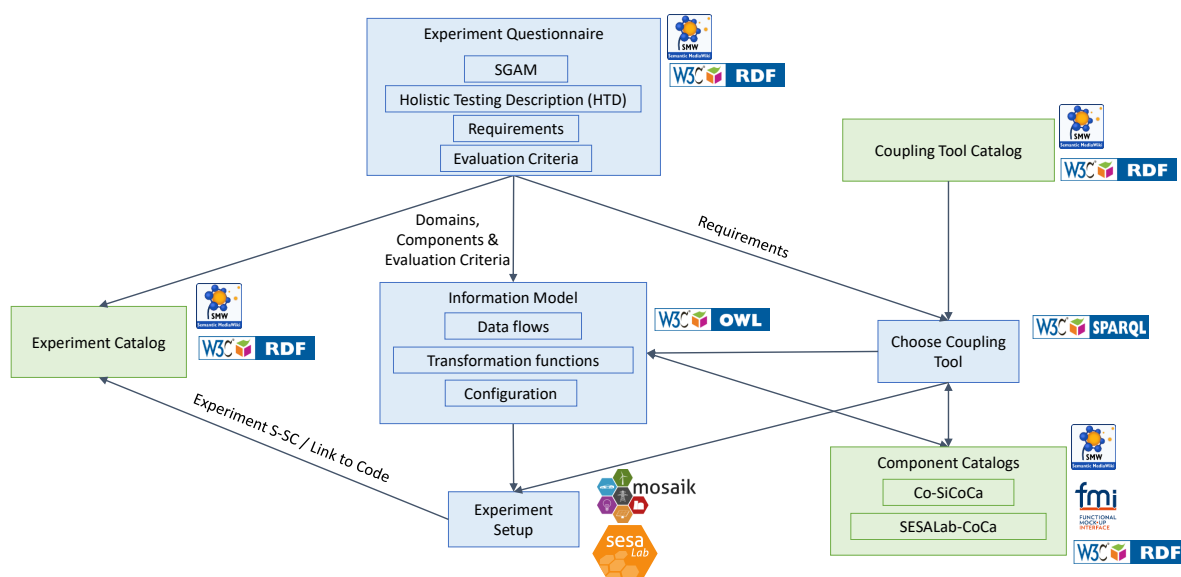 Experiment Questionnaire
SGAM
Holistic Testing Description (HTD)
Requirements
Evaluation Criteria
SMW
Semantic MediaWiki
W3C RDF
Coupling Tool Catalog
SMW
Semantic MediaWiki
W3C RDF
Domains,
Components &
Evaluation Criteria
Requirements
Experiment Catalog
SMW
Semantic MediaWiki
W3C RDF
Information Model
Data flows
Transformation functions
Configuration
W3C OWL
Choose Coupling
Tool
W3C SPARQL
Experiment S-SC / Link to Code
Experiment
Setup
mosaik
sesa
Lab
Component Catalogs
Co-SiCoCa
SESALab-CoCa
SMW
Semantic MediaWiki
fmi
FUNCTIONAL
MOCK-UP
INTERFACE
W3C RDF